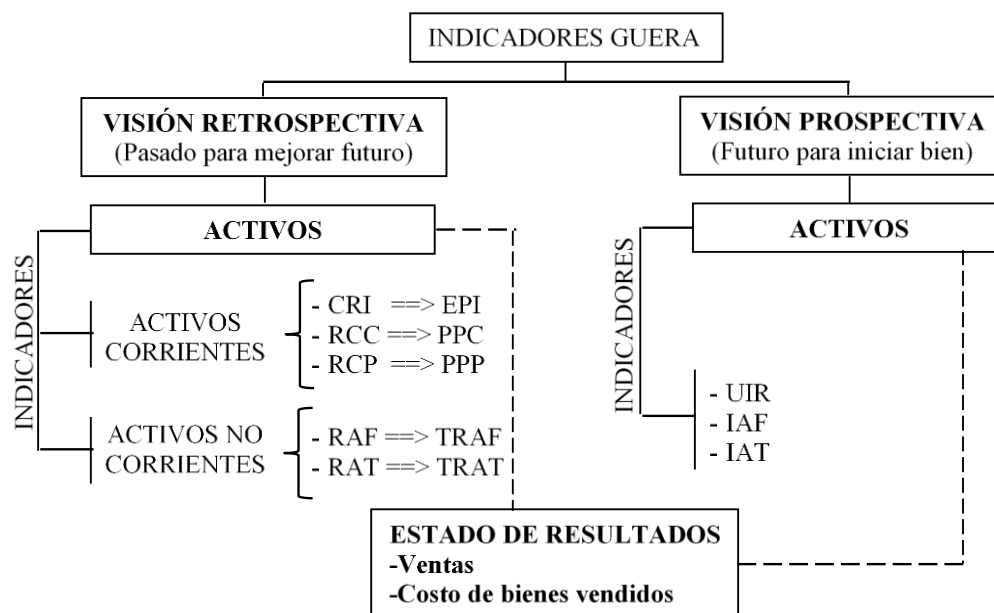 INDICADORES GUERA
VISIÓN RETROSPECTIVA
(Pasado para mejorar futuro)
ACTIVOS
INDICADORES
ACTIVOS
CORRIENTES
- CRI ==> EPI
- RCC ==> PPC
- RCP ==> PPP
ACTIVOS NO
CORRIENTES
- RAF ==> TRAF
- RAT ==> TRAT
VISIÓN PROSPECTIVA
(Futuro para iniciar bien)
ACTIVOS
INDICADORES
- UIR
- IAF
- IAT
ESTADO DE RESULTADOS
-Ventas
-Costo de bienes vendidos